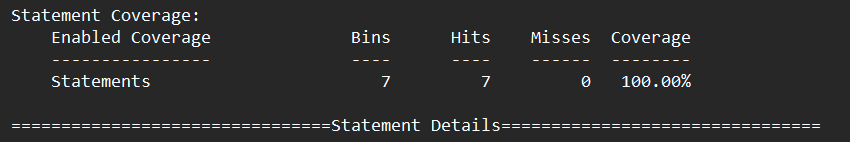 Statement Coverage:
    Enabled Coverage              Bins      Hits    Misses  Coverage
    ----------------              ----      ----    ------  --------
    Statements                       7         7         0   100.00%
================================Statement Details================================